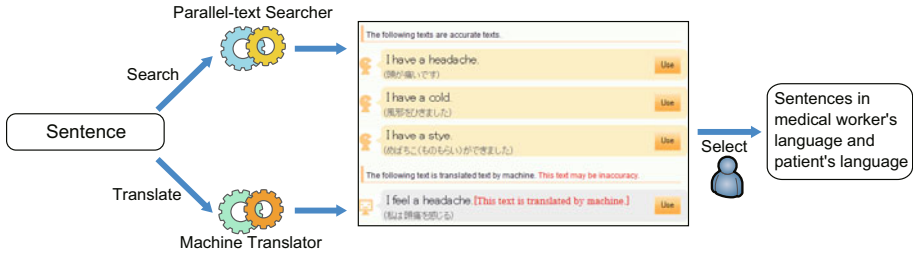 Parallel-text Searcher
Search
Sentence
Translate
Machine Translator
The following texts are accurate texts.
I have a headache.
(頭が痛いです)
Use
I have a cold.
(風邪をひきました)
Use
I have a stye.
(めばちこ(ものもらい)ができました)
Use
The following text is translated text by machine. This text may be inaccuracy.
I feel a headache.[This text is translated by machine.]
(私は頭痛を感じる)
Use
Select
Sentences in
medical worker's
language and
patient's language